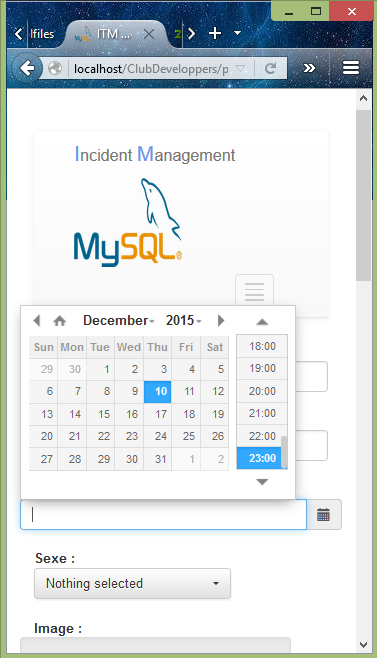 lfiles
ITM ...
2
localhost/ClubDeveloppers/p
Incident Management
MySQL®
December 2015
Sun Mon Tue Wed Thu Fri Sat
29 30 1 2 3 4 5
6 7 8 9 10 11 12
13 14 15 16 17 18 19
20 21 22 23 24 25 26
27 28 29 30 31 1 2
18:00
19:00
20:00
21:00
22:00
23:00
Sexe :
Nothing selected
Image :